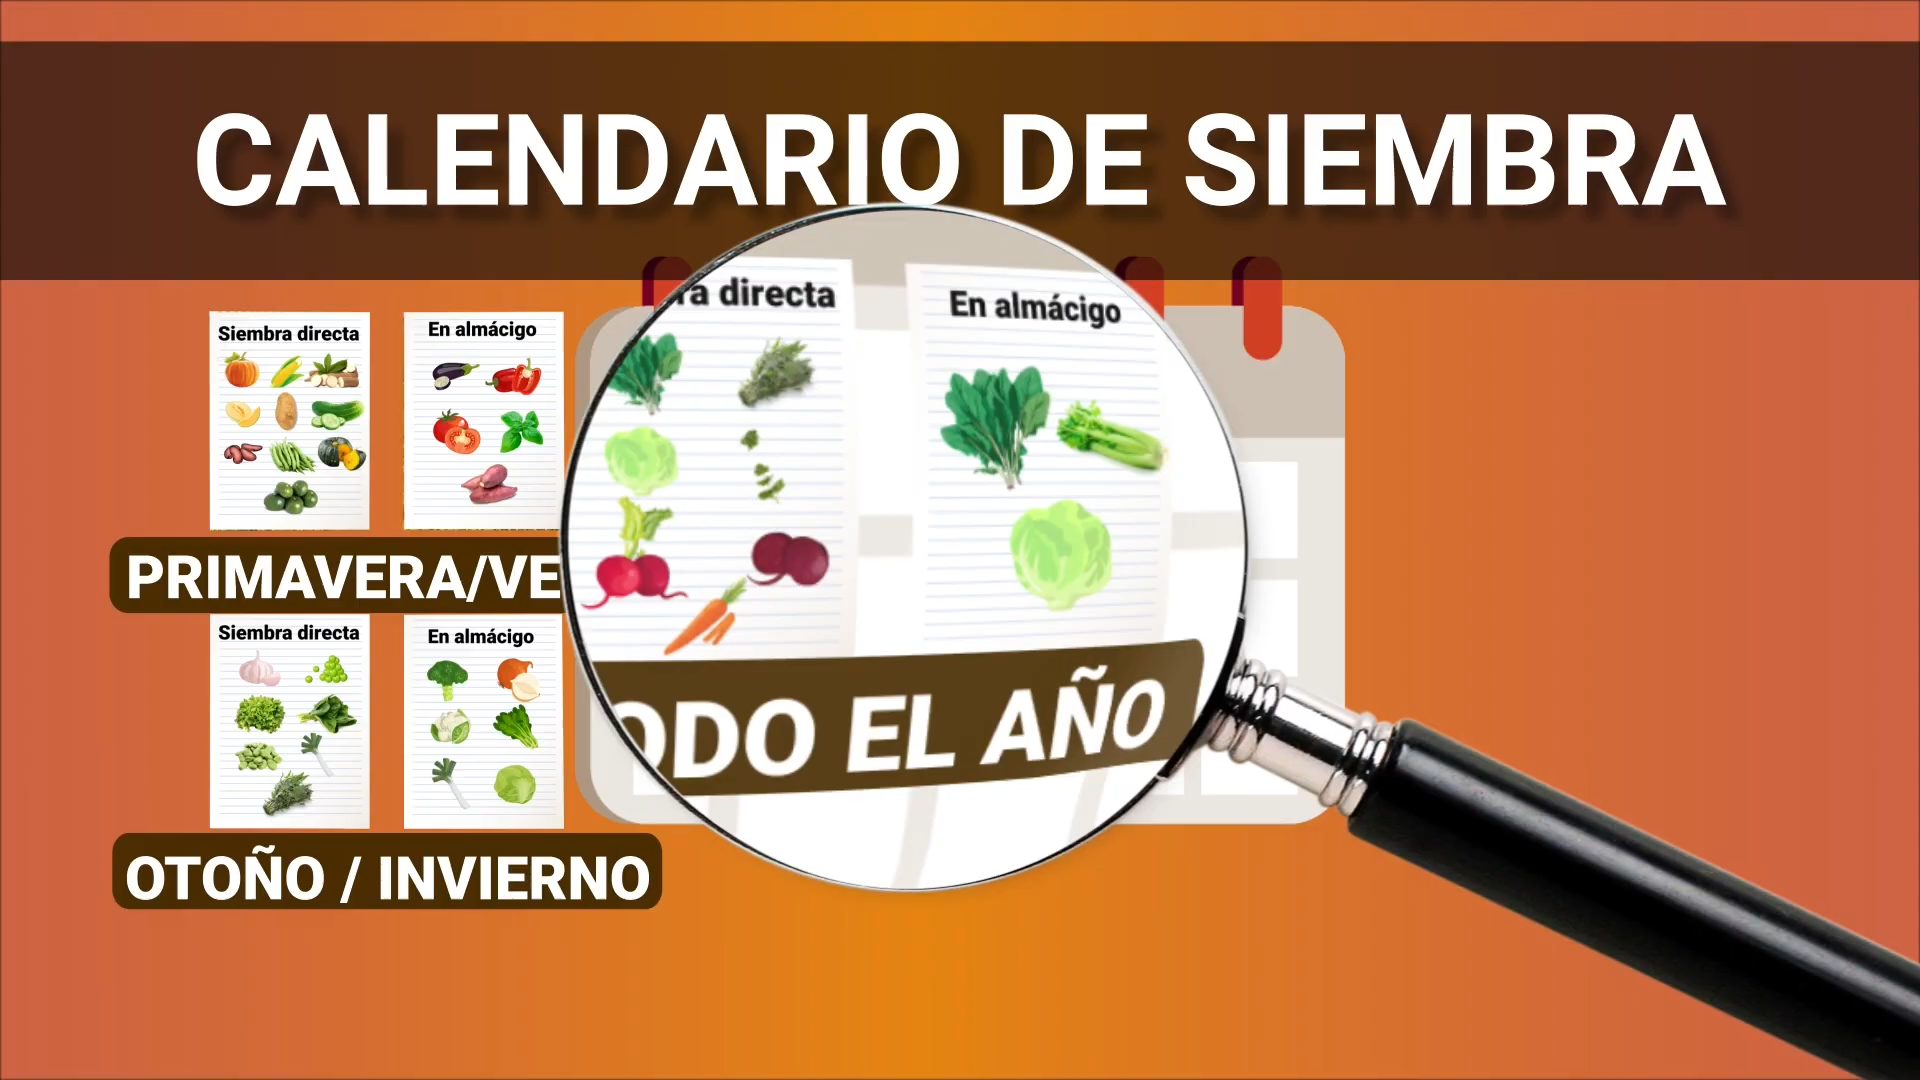 CALENDARIO DE SIEMBRA
Siembra directa
En almácigo
PRIMAVERA/VE
Siembra directa
En almácigo
OTOÑO / INVIERNO
ra directa
En almácigo
ODO EL AÑO